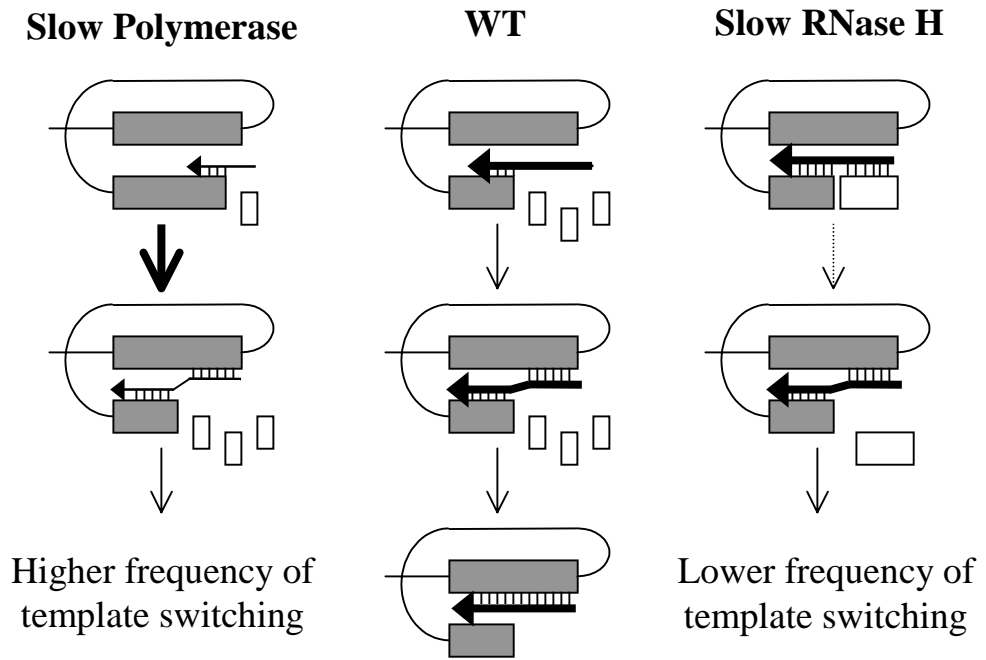 Slow Polymerase
WT
Slow RNase H
Higher frequency of
template switching
Lower frequency of
template switching